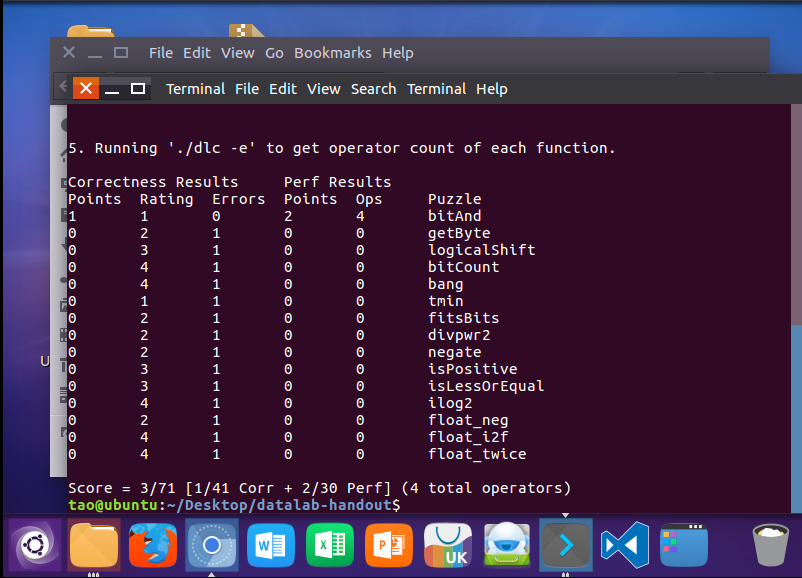 File Edit View Go Bookmarks Help
Terminal File Edit View Search Terminal Help
5. Running './dlc -e' to get operator count of each function.
Correctness Results Perf Results
Points Rating Errors Points Ops Puzzle
1 1 0 2 4 bitAnd
0 2 1 0 0 getByte
0 3 1 0 0 logicalShift
0 4 1 0 0 bitCount
0 4 1 0 0 bang
0 1 1 0 0 tmin
0 2 1 0 0 fitsBits
0 2 1 0 0 divpwr2
0 2 1 0 0 negate
0 3 1 0 0 isPositive
0 3 1 0 0 isLessOrEqual
0 4 1 0 0 ilog2
0 2 1 0 0 float_neg
0 4 1 0 0 float_i2f
0 4 1 0 0 float_twice
Score = 3/71 [1/41 Corr + 2/30 Perf] (4 total operators)
tao@ubuntu:~/Desktop/datalab-handout$
U
W X P UK